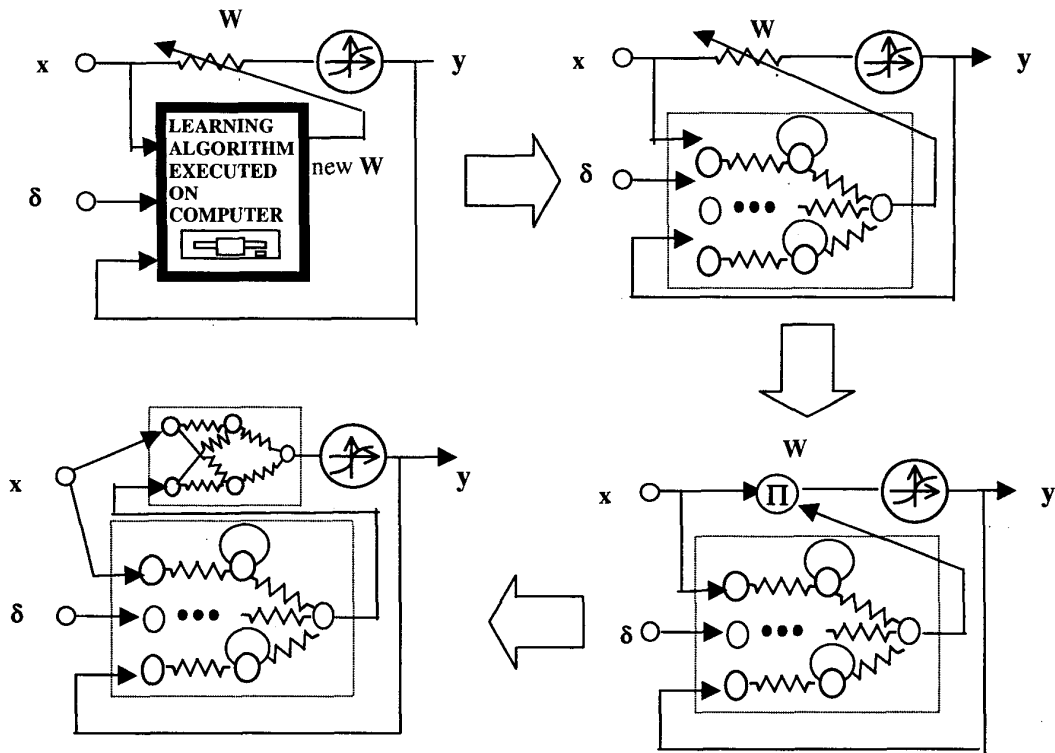 W
x
y
LEARNING
ALGORITHM
EXECUTED
ON
COMPUTER
new W
δ
W
x
y
δ
•••
W
x
Π
y
δ
•••
x
y
δ
•••